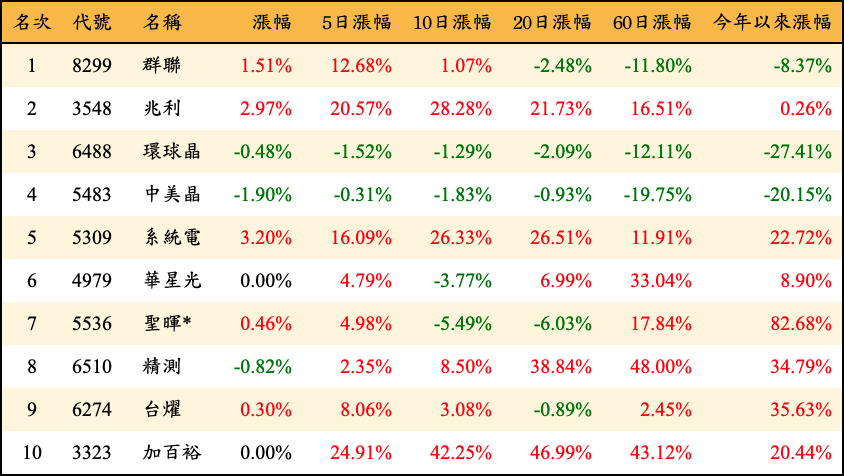 名次 代號 名稱 漲幅 5日漲幅 10日漲幅 20日漲幅 60日漲幅 今年以來漲幅
1 8299 群聯 1.51% 12.68% 1.07% -2.48% -11.80% -8.37%
2 3548 兆利 2.97% 20.57% 28.28% 21.73% 16.51% 0.26%
3 6488 環球晶 -0.48% -1.52% -1.29% -2.09% -12.11% -27.41%
4 5483 中美晶 -1.90% -0.31% -1.83% -0.93% -19.75% -20.15%
5 5309 系統電 3.20% 16.09% 26.33% 26.51% 11.91% 22.72%
6 4979 華星光 0.00% 4.79% -3.77% 6.99% 33.04% 8.90%
7 5536 聖暉* 0.46% 4.98% -5.49% -6.03% 17.84% 82.68%
8 6510 精測 -0.82% 2.35% 8.50% 38.84% 48.00% 34.79%
9 6274 台燿 0.30% 8.06% 3.08% -0.89% 2.45% 35.63%
10 3323 加百裕 0.00% 24.91% 42.25% 46.99% 43.12% 20.44%